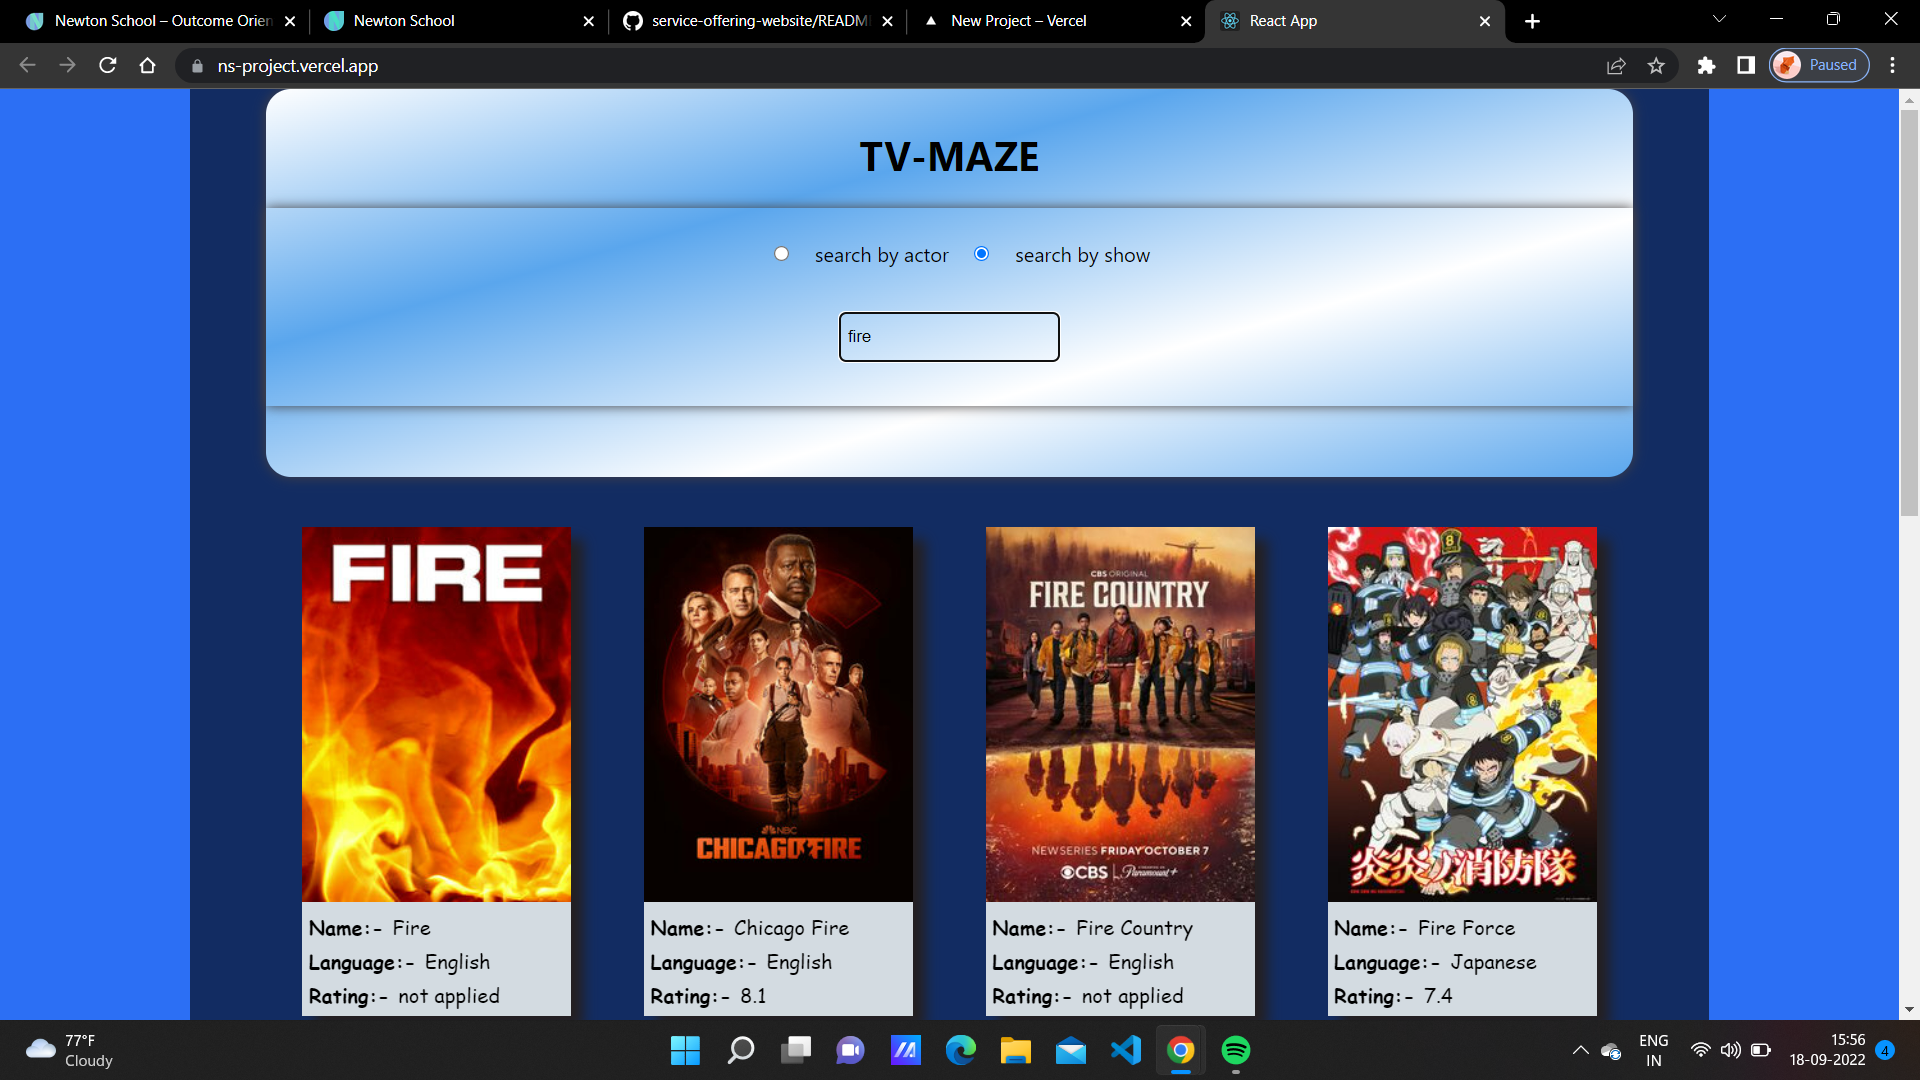 Newton School – Outcome Orien
Newton School
service-offering-website/READM
New Project – Vercel
React App
ns-project.vercel.app
Paused
TV-MAZE
search by actor
search by show
fire
FIRE
NBC
CHICAGO FIRE
CBS ORIGINAL
FIRE COUNTRY
NEW SERIES FRIDAY OCTOBER 7
CBS
Paramount+
8
炎炎ノ消防隊
Name:- Fire
Language:- English
Rating:- not applied
Name:- Chicago Fire
Language:- English
Rating:- 8.1
Name:- Fire Country
Language:- English
Rating:- not applied
Name:- Fire Force
Language:- Japanese
Rating:- 7.4
77°F
Cloudy
ENG
IN
15:56
18-09-2022
4